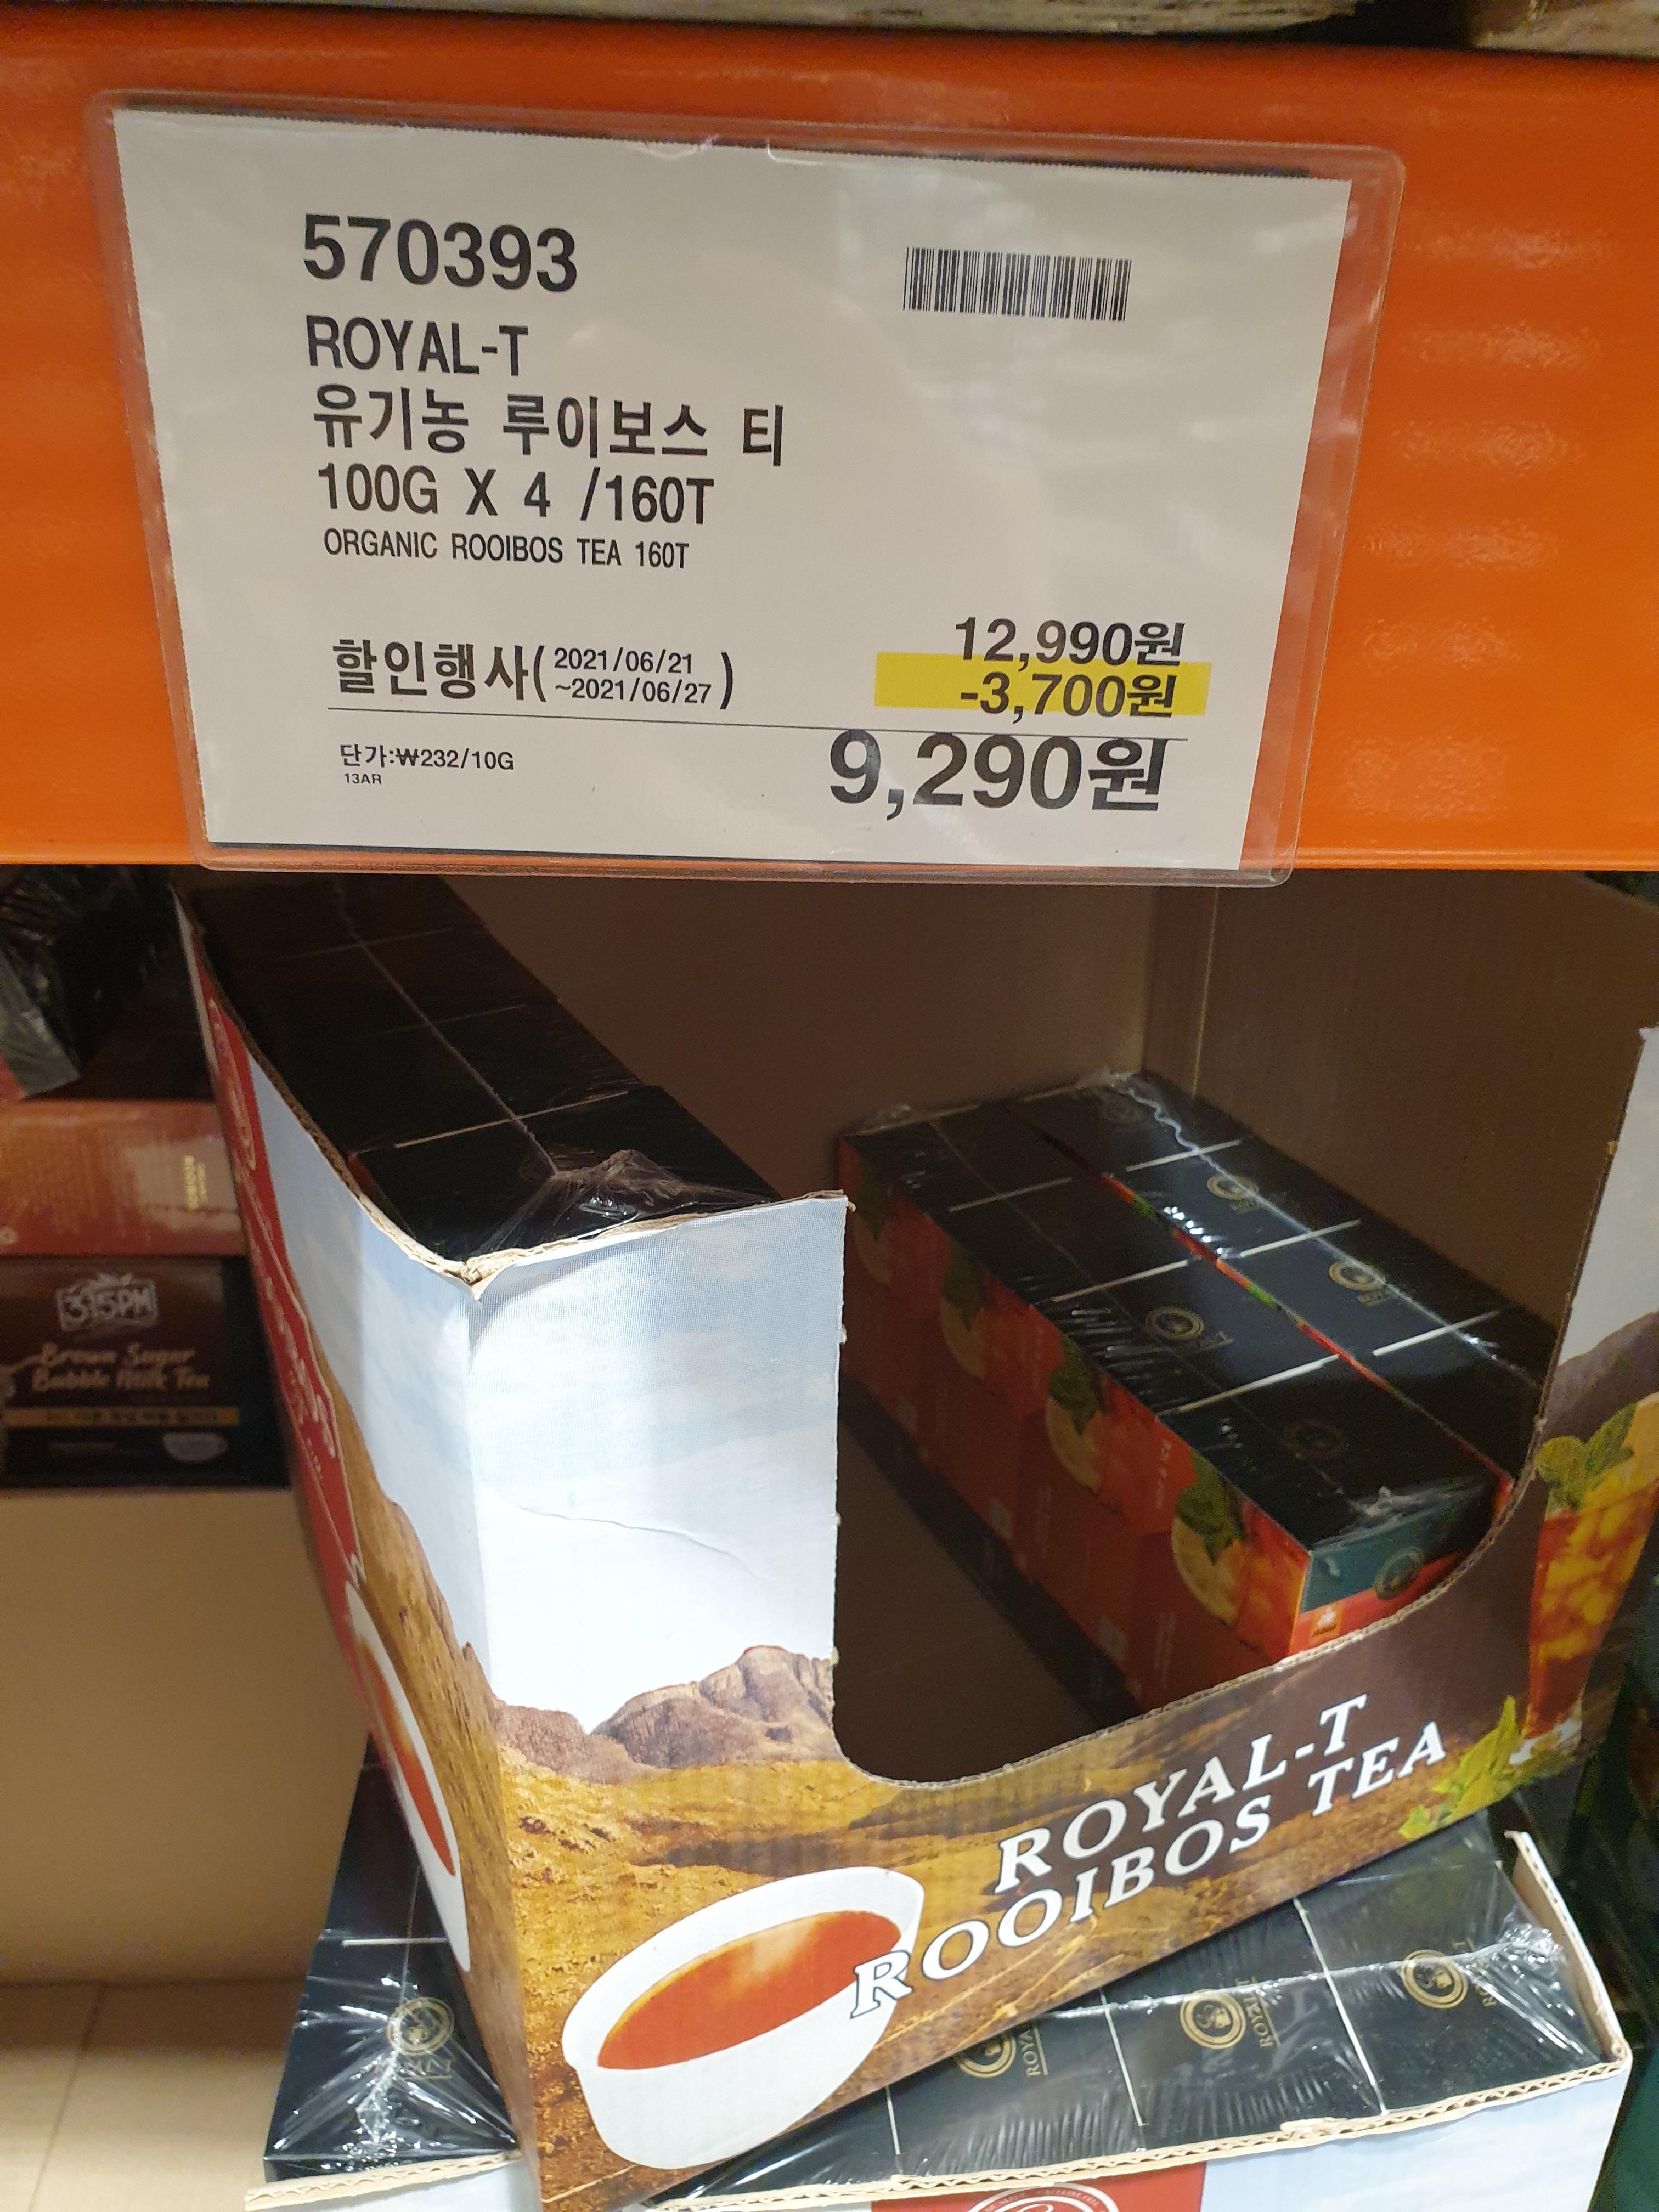 570393
ROYAL-T
유기농 루이보스 티
100G X 4 /160T
ORGANIC ROOIBOS TEA 160T
12,990원
할인행사(2021/06/21
~2021/06/27)
-3,700원
단가:₩232/10G
9,290원
13AR
315PM
Brown Sugar
Bubble Milk Tea
ROYAL-T
ROOIBOS TEA